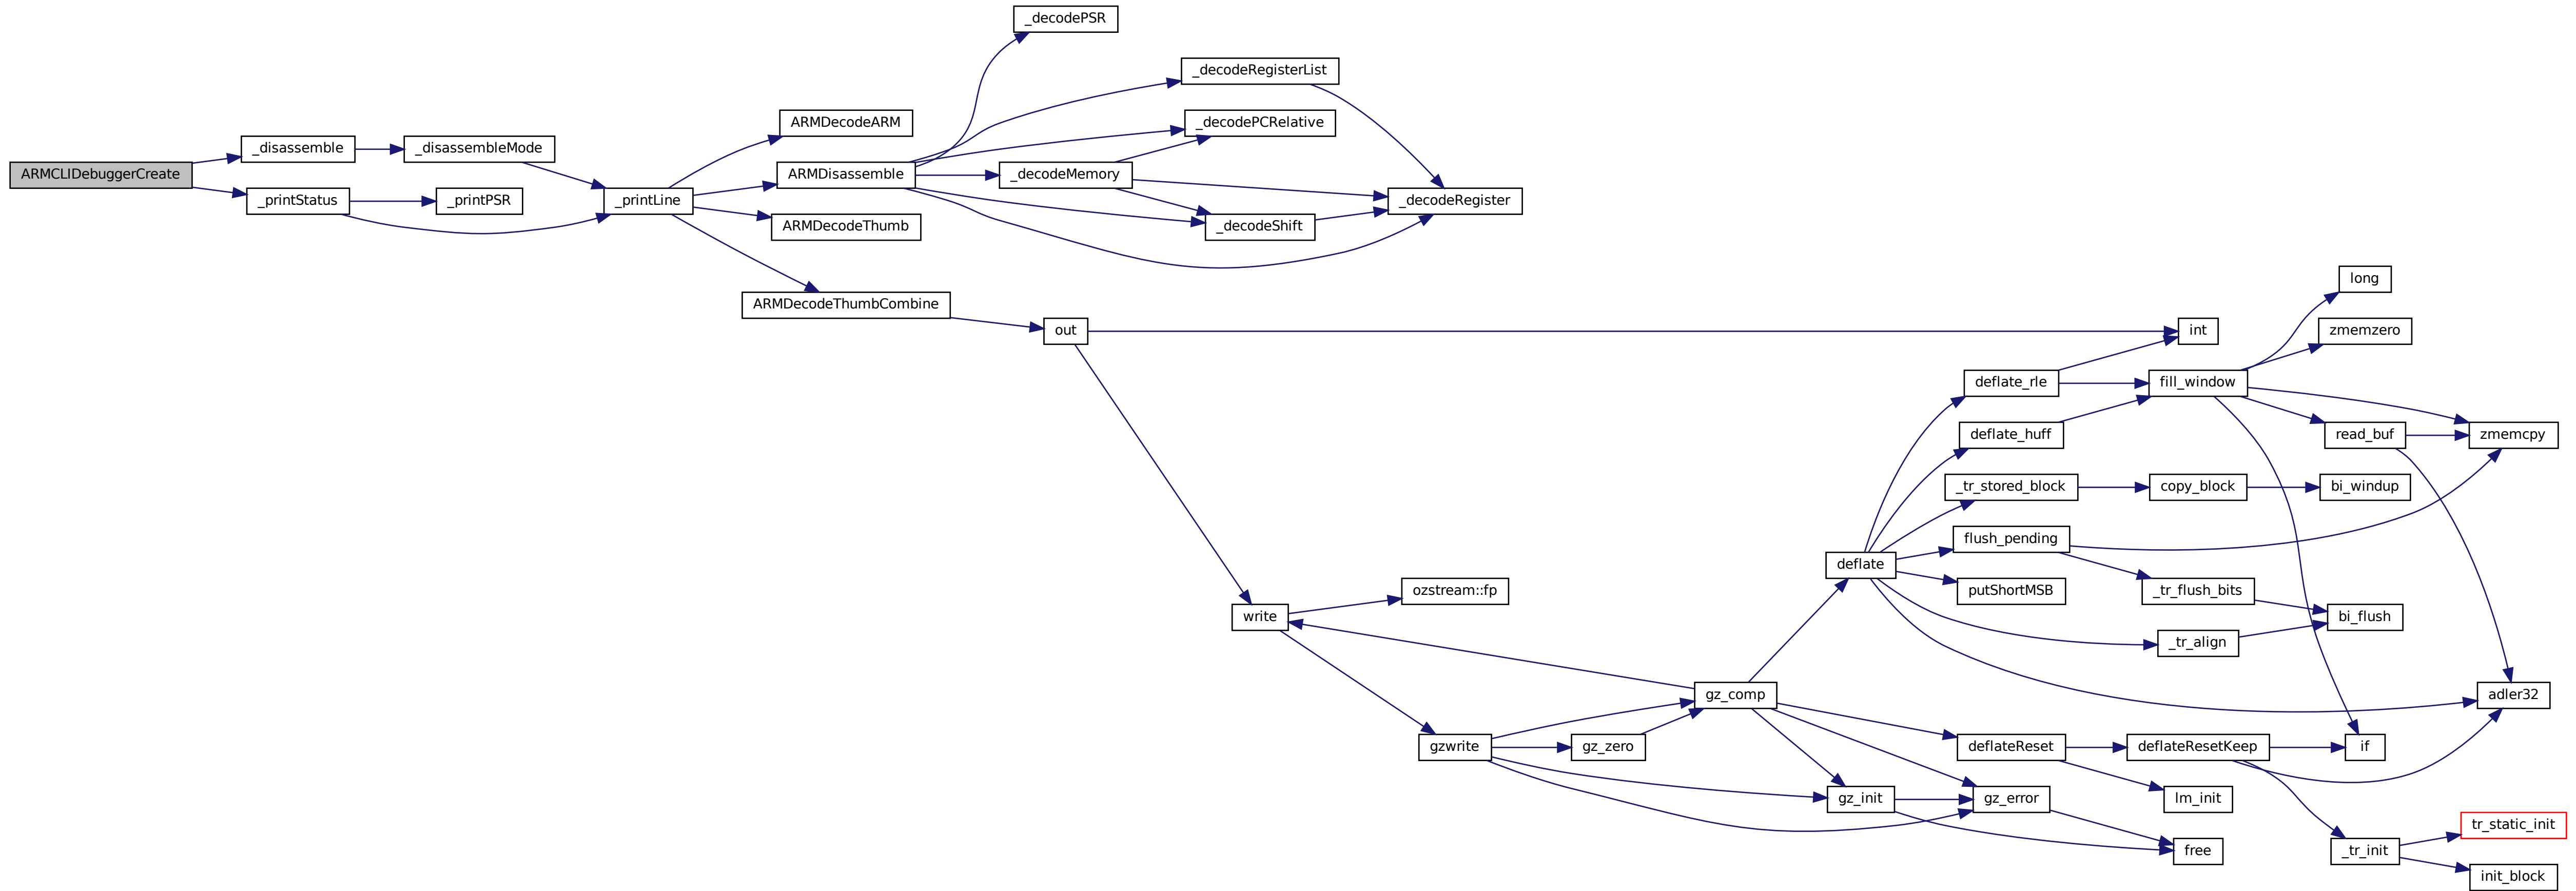 _decodePSR
_decodeRegisterList
ARMDecodeARM
_decodePCRelative
_disassemble
_disassembleMode
ARMCLIDebuggerCreate
ARMDisassemble
_decodeMemory
_printStatus
_printPSR
_printLine
_decodeRegister
ARMDecodeThumb
_decodeShift
long
ARMDecodeThumbCombine
out
int
zmemzero
deflate_rle
fill_window
deflate_huff
read_buf
zmemcpy
_tr_stored_block
copy_block
bi_windup
flush_pending
deflate
ozstream::fp
putShortMSB
_tr_flush_bits
write
bi_flush
_tr_align
gz_comp
adler32
gzwrite
gz_zero
deflateReset
deflateResetKeep
if
gz_init
gz_error
lm_init
tr_static_init
free
_tr_init
init_block